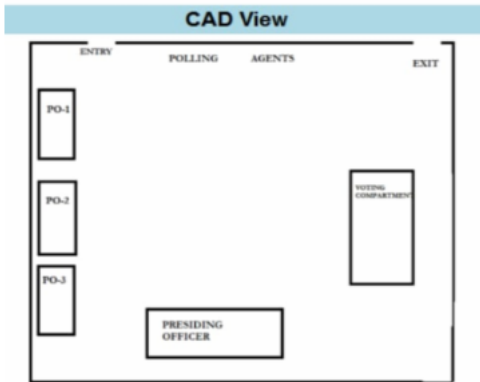 CAD View
ENTRY
POLLING AGENTS
EXIT
PO-1
PO-2
VOTING
COMPARTMENT
PO-3
PRESIDING
OFFICER